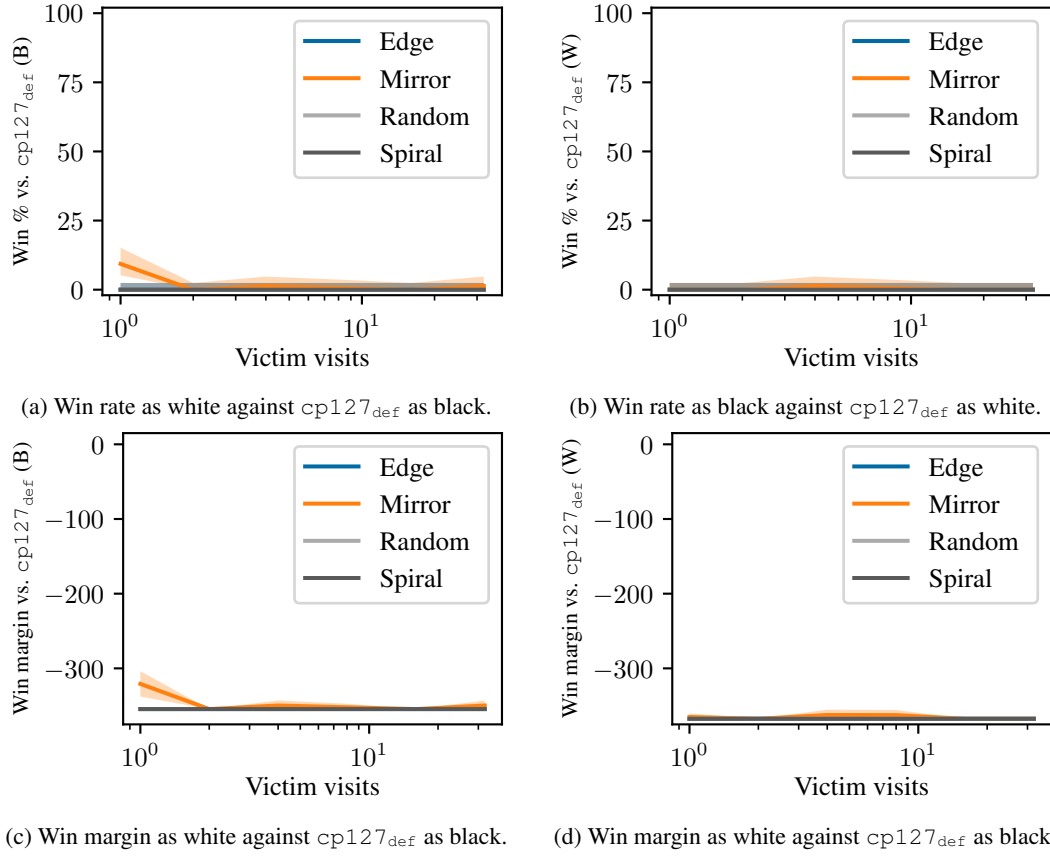 100
75
50
25
0
Win % vs. cp127def (B)
Edge
Mirror
Random
Spiral
10^0
10^1
Victim visits
(a) Win rate as white against cp127def as black.
100
75
50
25
0
Win % vs. cp127def (W)
Edge
Mirror
Random
Spiral
10^0
10^1
Victim visits
(b) Win rate as black against cp127def as white.
0
−100
−200
−300
Win margin vs. cp127def (B)
Edge
Mirror
Random
Spiral
10^0
10^1
Victim visits
(c) Win margin as white against cp127def as black.
0
−100
−200
−300
Win margin vs. cp127def (W)
Edge
Mirror
Random
Spiral
10^0
10^1
Victim visits
(d) Win margin as white against cp127def as black